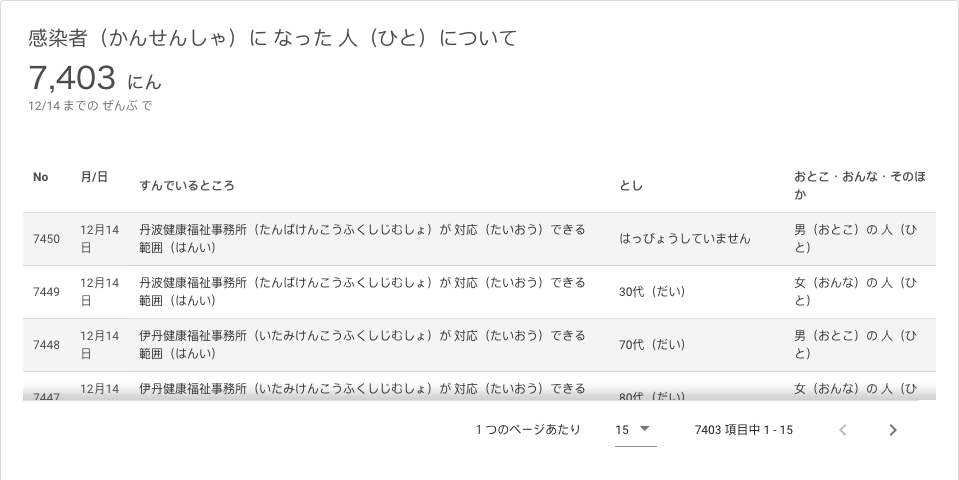 感染者（かんせんしゃ）に なった 人（ひと）について
7,403 にん
12/14 までの ぜんぶ で
No 月/日 すんでいるところ とし おとこ・おんな・そのほ
か
7450 12月14
日 丹波健康福祉事務所（たんばけんこうふくしじむしょ）が 対応（たいおう）できる
範囲（はんい） はっぴょうしていません 男（おとこ）の 人（ひ
と）
7449 12月14
日 丹波健康福祉事務所（たんばけんこうふくしじむしょ）が 対応（たいおう）できる
範囲（はんい） 30代（だい） 女（おんな）の 人（ひ
と）
7448 12月14
日 伊丹健康福祉事務所（いたみけんこうふくしじむしょ）が 対応（たいおう）できる
範囲（はんい） 70代（だい） 男（おとこ）の 人（ひ
と）
7447 12月14 伊丹健康福祉事務所（いたみけんこうふくしじむしょ）が 対応（たいおう）できる 80代（だい） 女（おんな）の 人（ひ
1 つのページあたり 15 7403 項目中 1 - 15